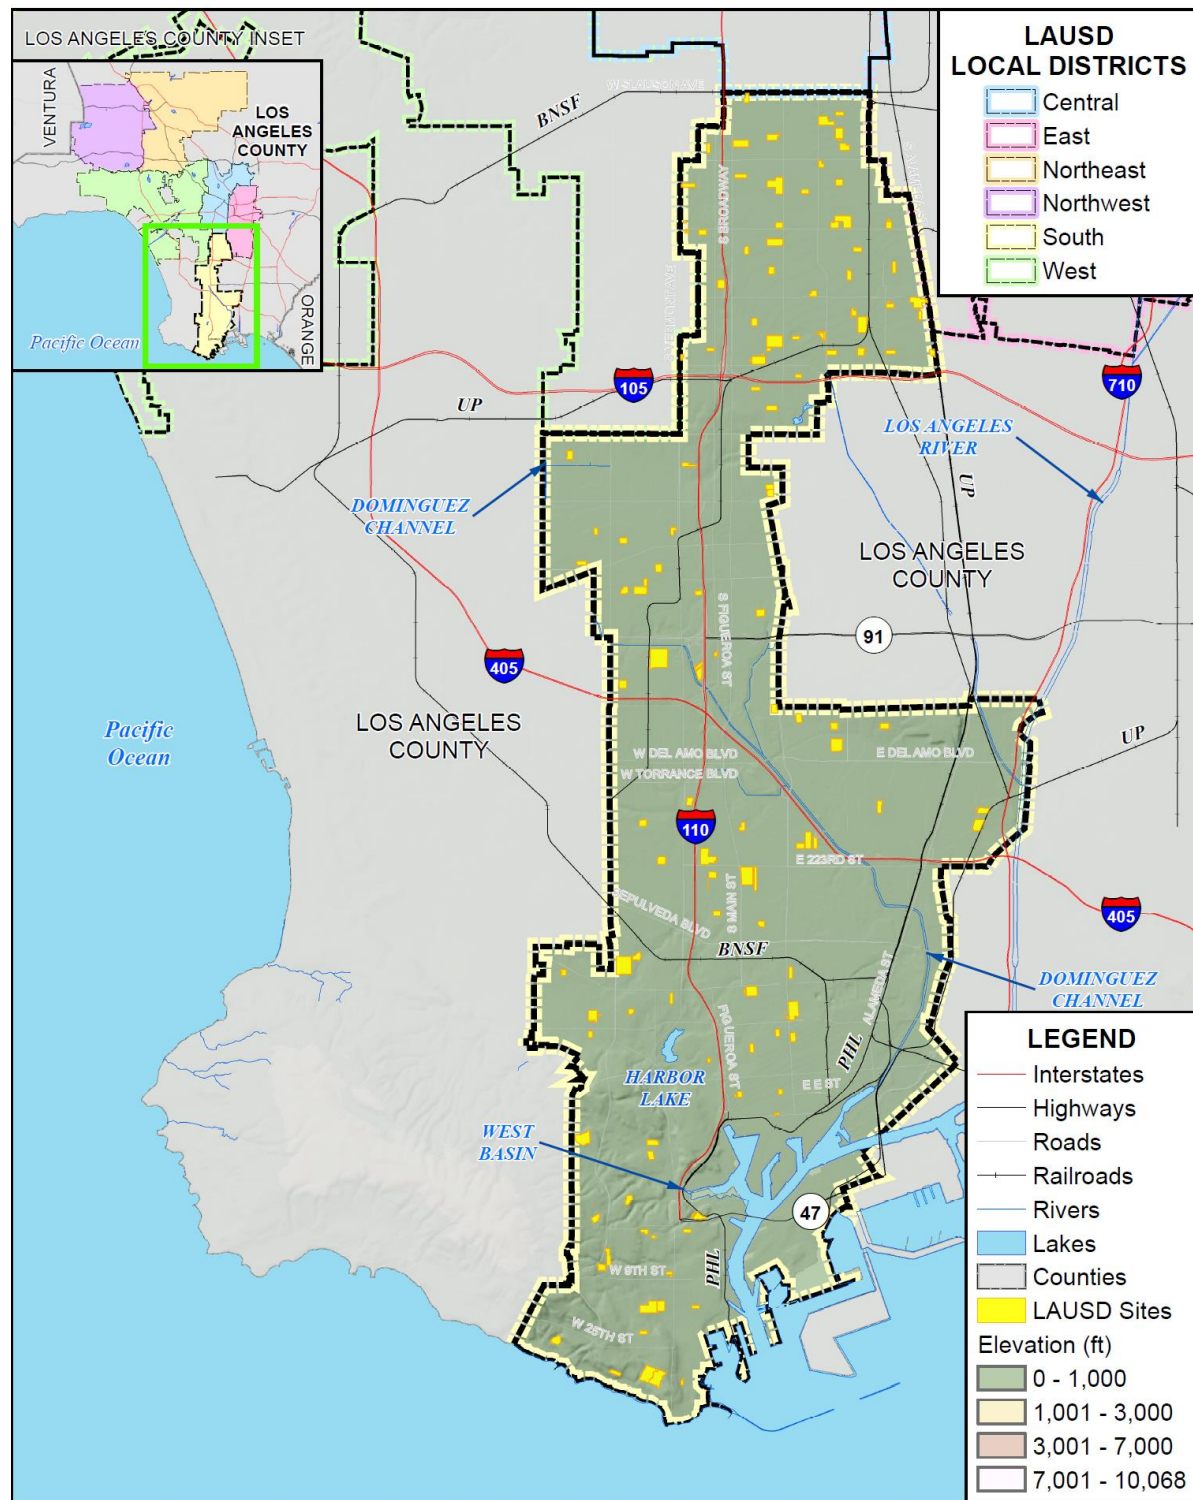 LOS ANGELES COUNTY INSET
VENTURA
LOS
ANGELES
COUNTY
ORANGE
Pacific Ocean
LAUSD
LOCAL DISTRICTS
Central
East
Northeast
Northwest
South
West
W SLAUSON AVE
BNSF
S BROADWAY
105
710
UP
LOS ANGELES
RIVER
UP
DOMINGUEZ
CHANNEL
LOS ANGELES
COUNTY
S FIGUEROA ST
91
405
Pacific
Ocean
LOS ANGELES
COUNTY
W DEL AMO BLVD
E DEL AMO BLVD
UP
W TORRANCE BLVD
110
E 223RD ST
SEPULVEDA BLVD
S MAIN ST
405
BNSF
ALAMEDA ST
DOMINGUEZ
CHANNEL
FIGUEROA ST
PHL
HARBOR
LAKE
E E ST
WEST
BASIN
47
W 9TH ST
PHL
W 25TH ST
LEGEND
Interstates
Highways
Roads
Railroads
Rivers
Lakes
Counties
LAUSD Sites
Elevation (ft)
0 - 1,000
1,001 - 3,000
3,001 - 7,000
7,001 - 10,068